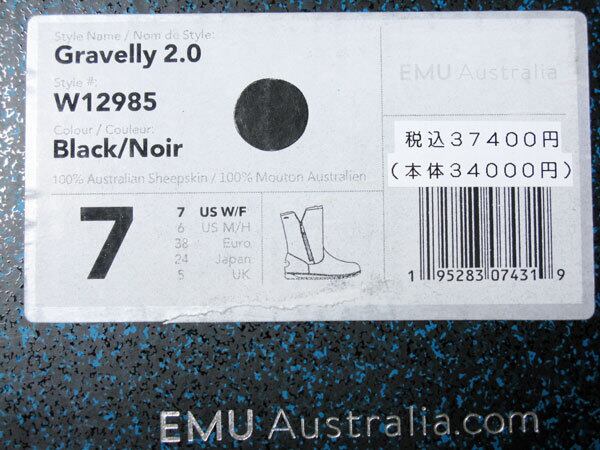 Style Name / Nom de Style:
Gravelly 2.0
Style #:
W12985
Colour / Couleur:
Black/Noir
100% Australian Sheepskin / 100% Mouton Australien
EMU Australia
税込37400円
(本体34000円)
7
7 US W/F
6 US M/H
38 Euro
24 Japan
5 UK
1 95283 07431 9
EMU Australia.com